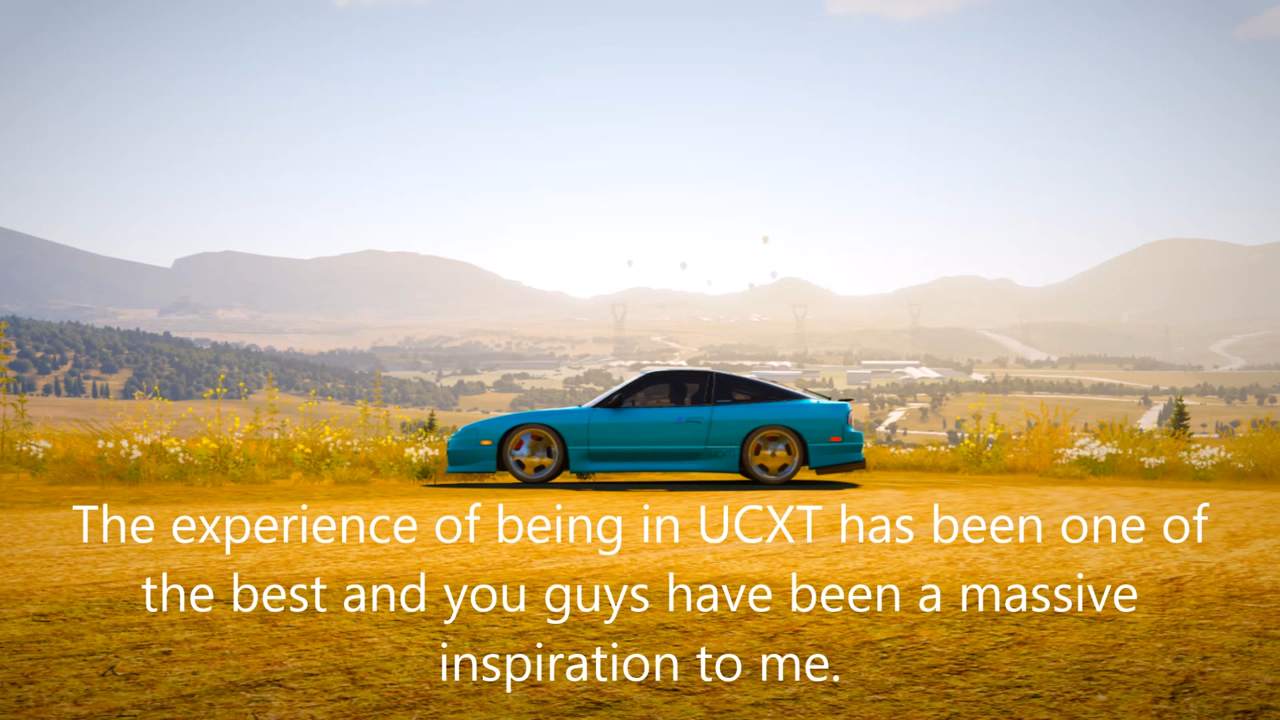 The experience of being in UCXT has been one of
the best and you guys have been a massive
inspiration to me.